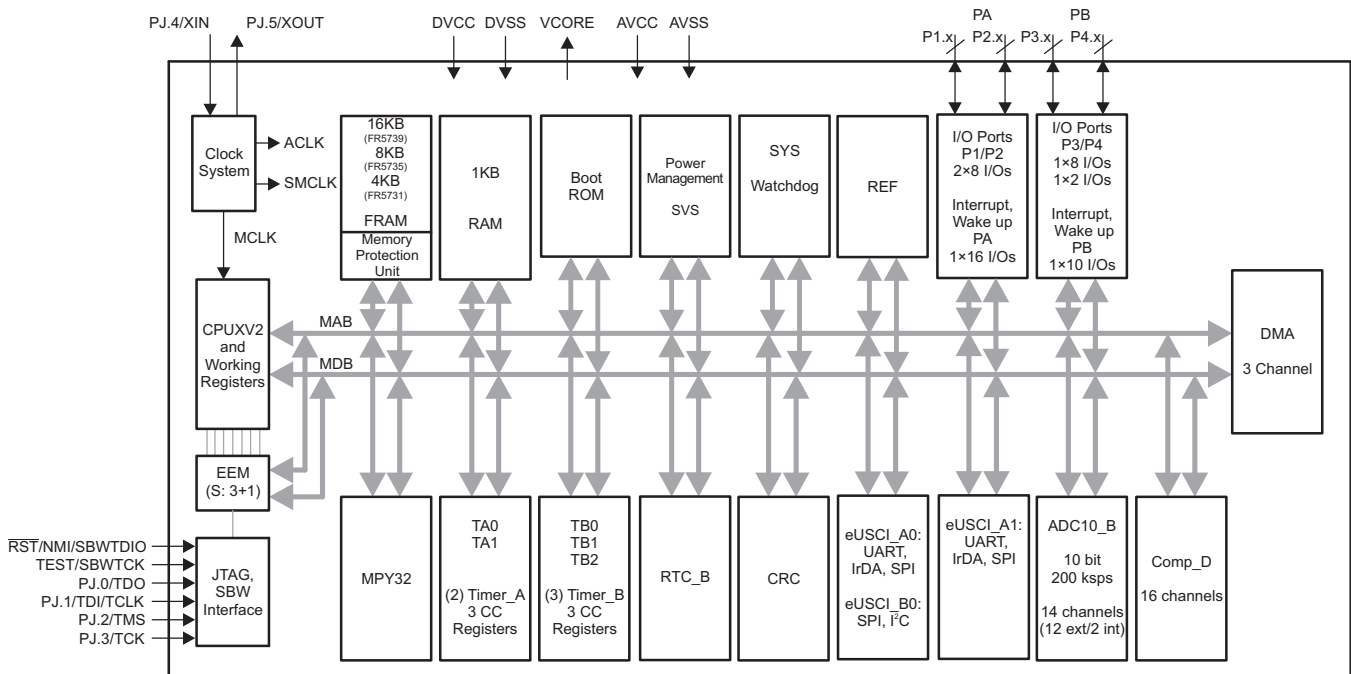 PJ.4/XIN
PJ.5/XOUT
DVCC
DVSS
VCORE
AVCC
AVSS
PA
P1.x
P2.x
PB
P3.x
P4.x
Clock
System
ACLK
SMCLK
MCLK
16KB
(FR5739)
8KB
(FR5735)
4KB
(FR5731)
FRAM
Memory
Protection
Unit
1KB
RAM
Boot
ROM
Power
Management
SVS
SYS
Watchdog
REF
I/O Ports
P1/P2
2×8 I/Os
Interrupt,
Wake up
PA
1×16 I/Os
I/O Ports
P3/P4
1×8 I/Os
1×2 I/Os
Interrupt,
Wake up
PB
1×10 I/Os
CPUXV2
and
Working
Registers
MAB
MDB
DMA
3 Channel
EEM
(S: 3+1)
RST/NMI/SBWTDIO
TEST/SBWTCK
PJ.0/TDO
PJ.1/TDI/TCLK
PJ.2/TMS
PJ.3/TCK
JTAG,
SBW
Interface
MPY32
TA0
TA1
(2) Timer_A
3 CC
Registers
TB0
TB1
TB2
(3) Timer_B
3 CC
Registers
RTC_B
CRC
eUSCI_A0:
UART,
IrDA, SPI
eUSCI_B0:
SPI, I²C
eUSCI_A1:
UART,
IrDA, SPI
ADC10_B
10 bit
200 ksps
14 channels
(12 ext/2 int)
Comp_D
16 channels